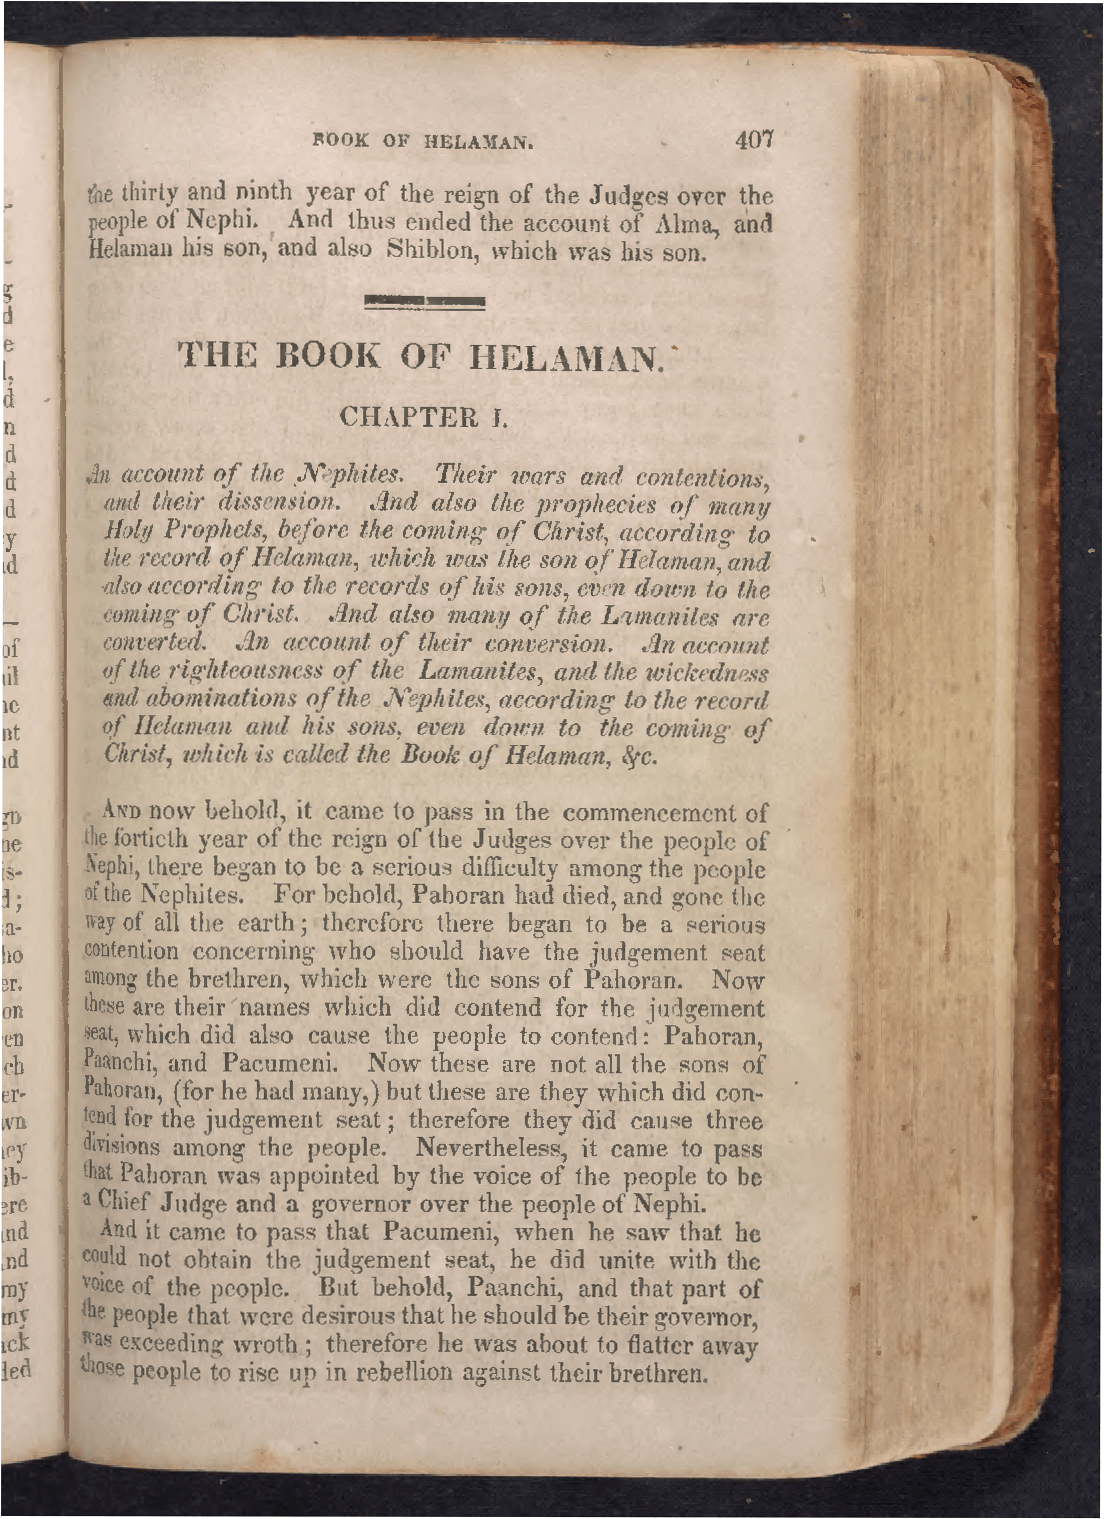 BOOK OF HELAMAN. 407
the thirty and ninth year of the reign of the Judges over the
people of Nephi. And thus ended the account of Alma, and
Helaman his son, and also Shiblon, which was his son.
THE BOOK OF HELAMAN.
CHAPTER I.
An account of the Nephites. Their wars and contentions,
and their dissension. And also the prophecies of many
Holy Prophets, before the coming of Christ, according to
the record of Helaman, which was the son of Helaman, and
also according to the records of his sons, even down to the
coming of Christ. And also many of the Lamanites are
converted. An account of their conversion. An account
of the righteousness of the Lamanites, and the wickedness
and abominations of the Nephites, according to the record
of Helaman and his sons, even down to the coming of
Christ, which is called the Book of Helaman, &c.
AND now behold, it came to pass in the commencement of
the fortieth year of the reign of the Judges over the people of
Nephi, there began to be a serious difficulty among the people
of the Nephites. For behold, Pahoran had died, and gone the
way of all the earth; therefore there began to be a serious
contention concerning who should have the judgement seat
among the brethren, which were the sons of Pahoran. Now
these are their names which did contend for the judgement
seat, which did also cause the people to contend: Pahoran,
Paanchi, and Pacumeni. Now these are not all the sons of
Pahoran, (for he had many,) but these are they which did con-
tend for the judgement seat; therefore they did cause three
divisions among the people. Nevertheless, it came to pass
that Pahoran was appointed by the voice of the people to be
a Chief Judge and a governor over the people of Nephi.
And it came to pass that Pacumeni, when he saw that he
could not obtain the judgement seat, he did unite with the
voice of the people. But behold, Paanchi, and that part of
the people that were desirous that he should be their governor,
was exceeding wroth; therefore he was about to flatter away
those people to rise up in rebellion against their brethren.